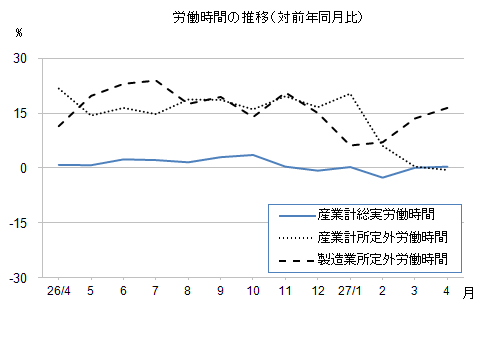 労働時間の推移(対前年同月比)
%
30
15
0
-15
-30
産業計総実労働時間
産業計所定外労働時間
製造業所定外労働時間
26/4 5 6 7 8 9 10 11 12 27/1 2 3 4 月